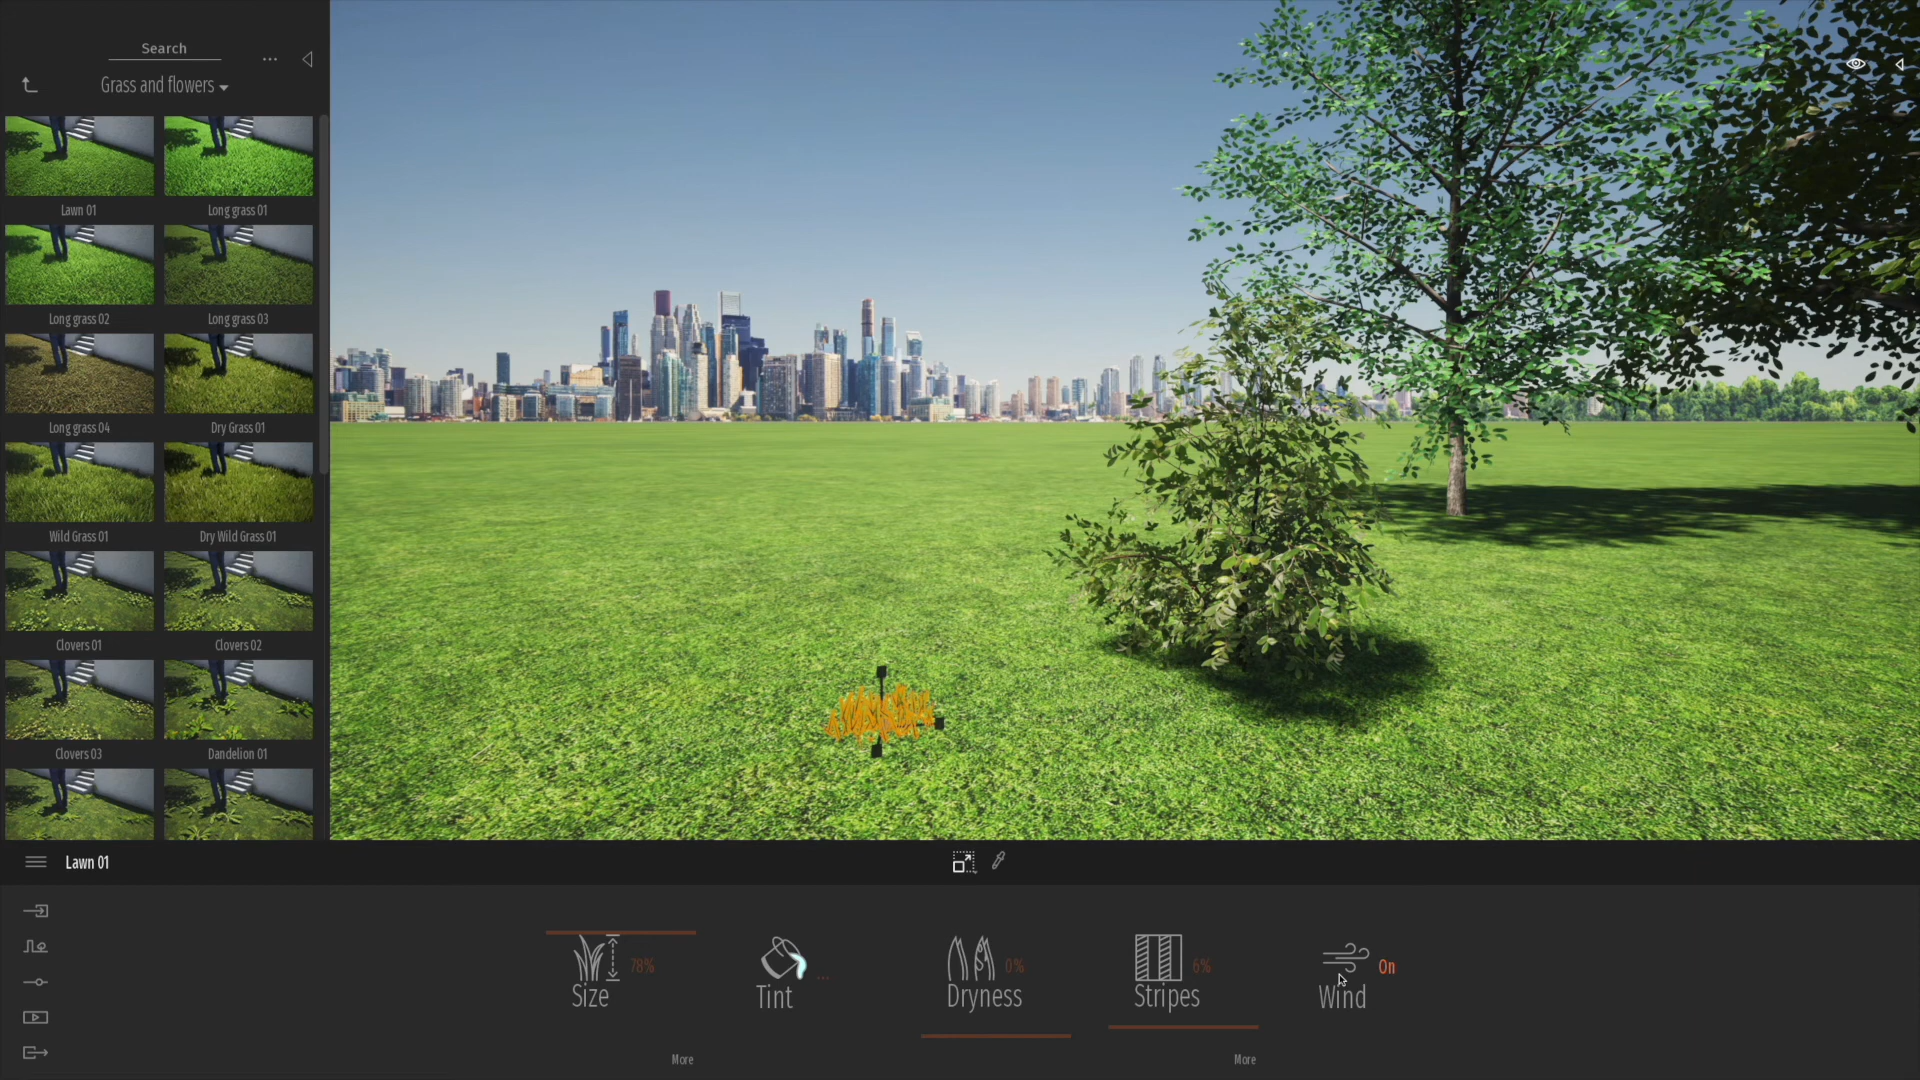 Search
...
Grass and flowers
Lawn 01
Long grass 01
Long grass 02
Long grass 03
Long grass 04
Dry Grass 01
Wild Grass 01
Dry Wild Grass 01
Clovers 01
Clovers 02
Clovers 03
Dandelion 01
Lawn 01
78%
Size
...
Tint
0%
Dryness
6%
Stripes
On
Wind
More
More